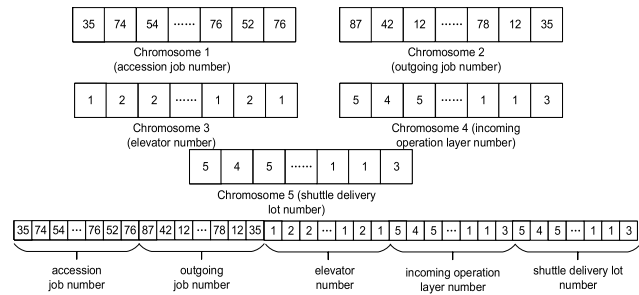 35 74 54 ······ 76 52 76
87 42 12 ······ 78 12 35
Chromosome 1
(accession job number)
Chromosome 2
(outgoing job number)
1 2 2 ······ 1 2 1
5 4 5 ······ 1 1 3
Chromosome 3
(elevator number)
Chromosome 4 (incoming
operation layer number)
5 4 5 ······ 1 1 3
Chromosome 5 (shuttle delivery
lot number)
35 74 54 ··· 76 52 76 87 42 12 ··· 78 12 35 1 2 2 ··· 1 2 1 5 4 5 ··· 1 1 3 5 4 5 ··· 1 1 3
accession
job number
outgoing
job number
elevator
number
incoming operation
layer number
shuttle delivery lot
number